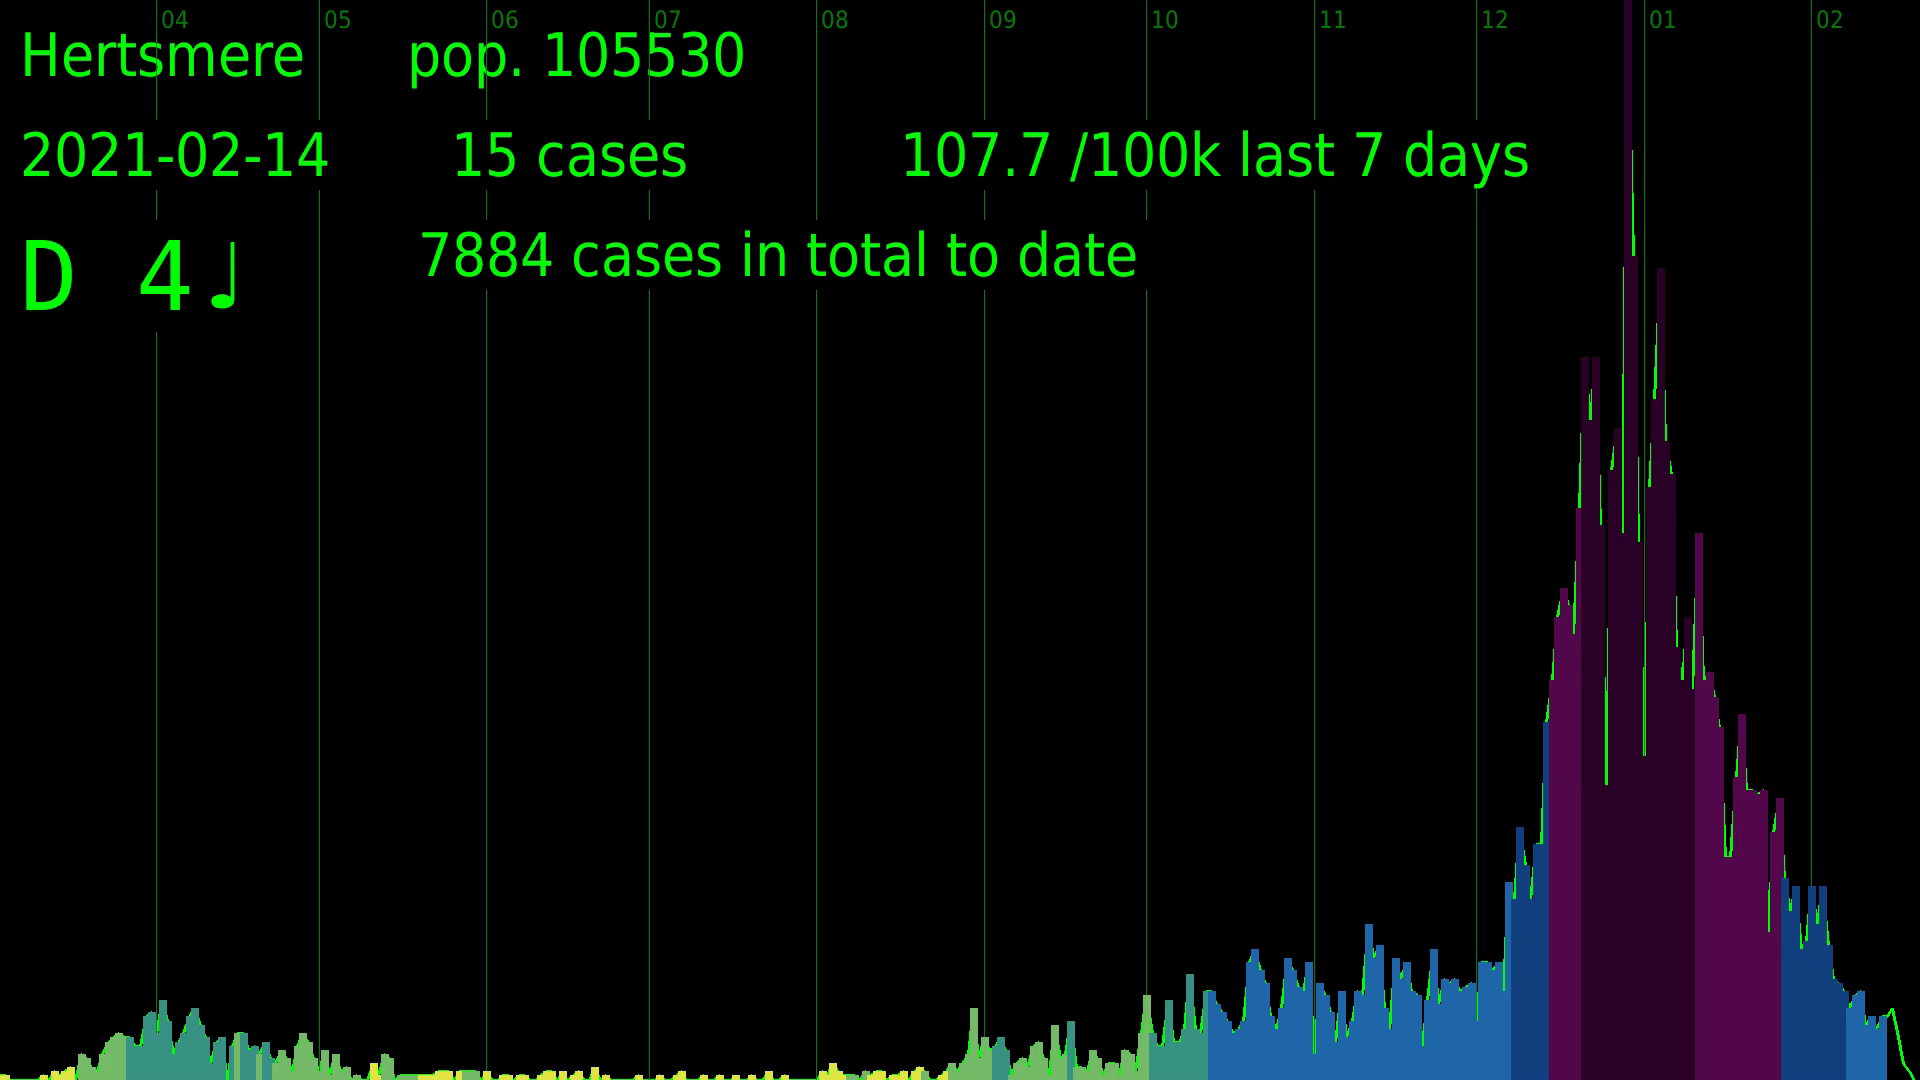 04 05 06 07 08 09 10 11 12 01 02
Hertsmere pop. 105530
2021-02-14 15 cases 107.7 /100k last 7 days
D 4♩ 7884 cases in total to date